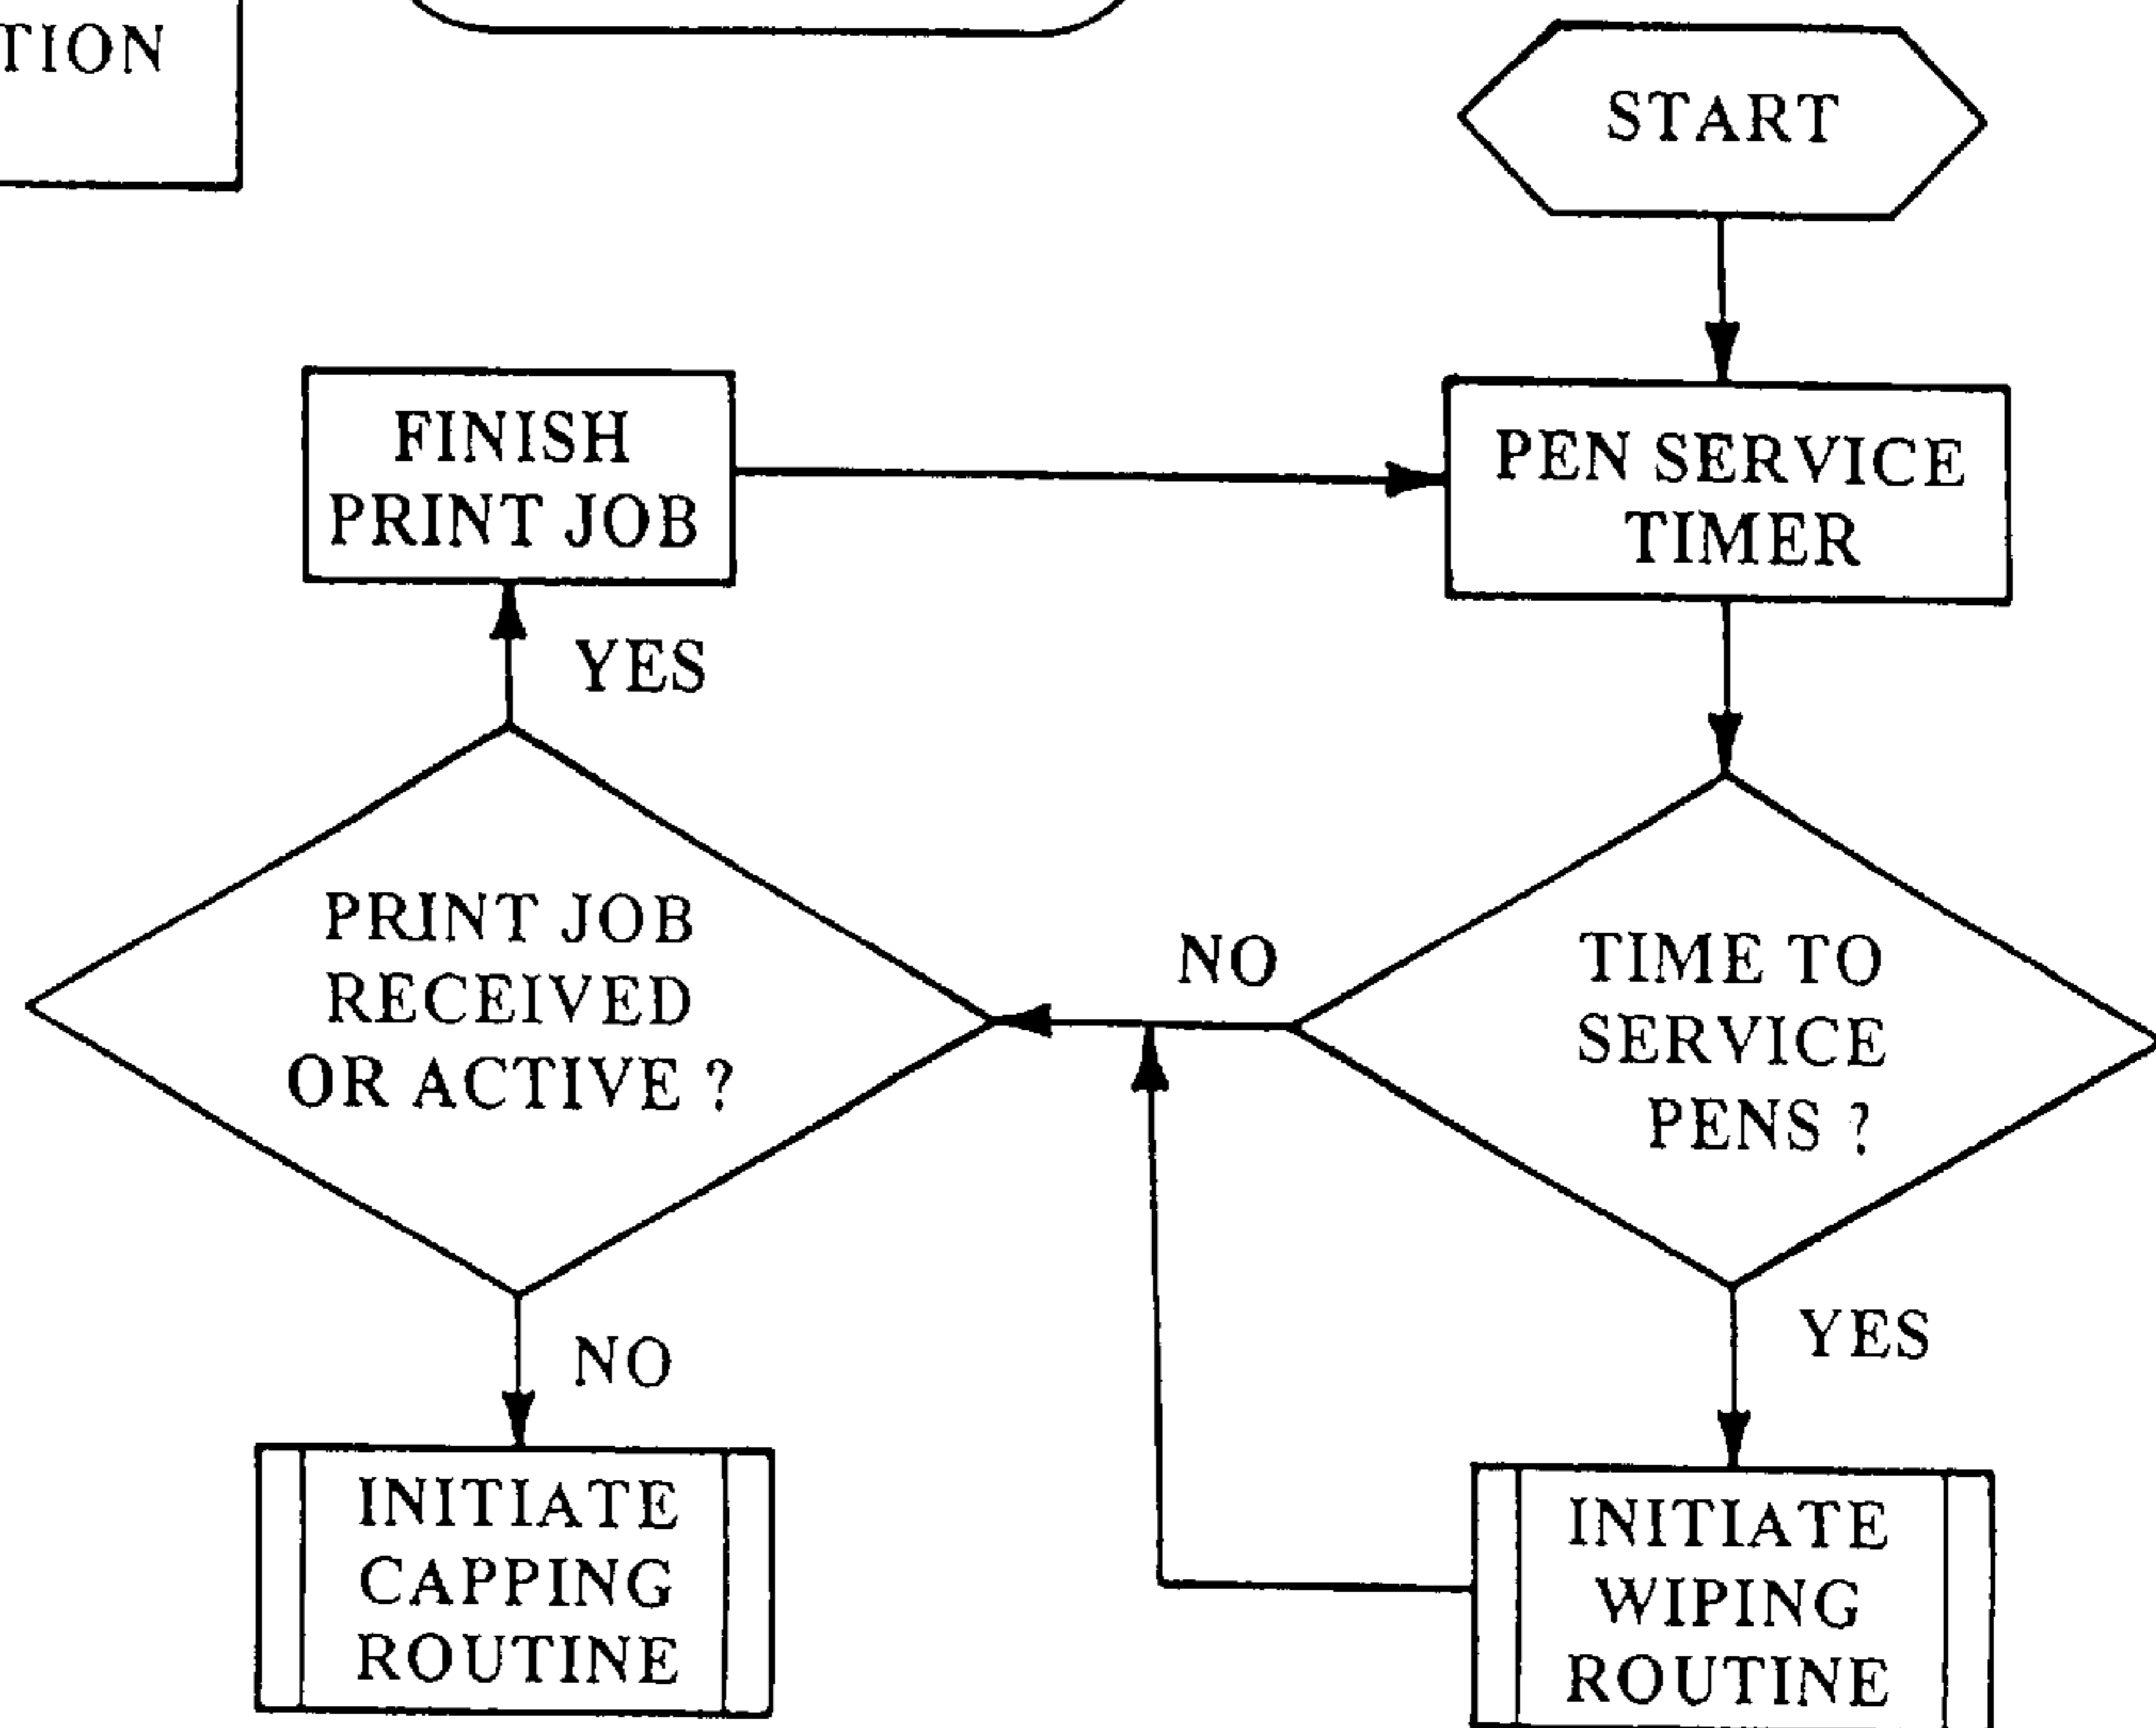 TION
START
FINISH
PRINT JOB
PEN SERVICE
TIMER
YES
PRINT JOB
RECEIVED
OR ACTIVE ?
NO
TIME TO
SERVICE
PENS ?
NO
YES
INITIATE
CAPPING
ROUTINE
INITIATE
WIPING
ROUTINE